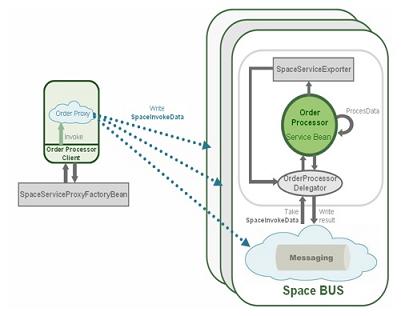 Order Proxy
Invoke
Order Processor
Client
SpaceServiceProxyFactoryBean
Write
SpaceInvokeData
SpaceServiceExporter
Order
Processor
Service Bean
ProcesData
OrderProcessor
Delegator
Take
SpaceInvokeData
Write
result
Messaging
Space BUS